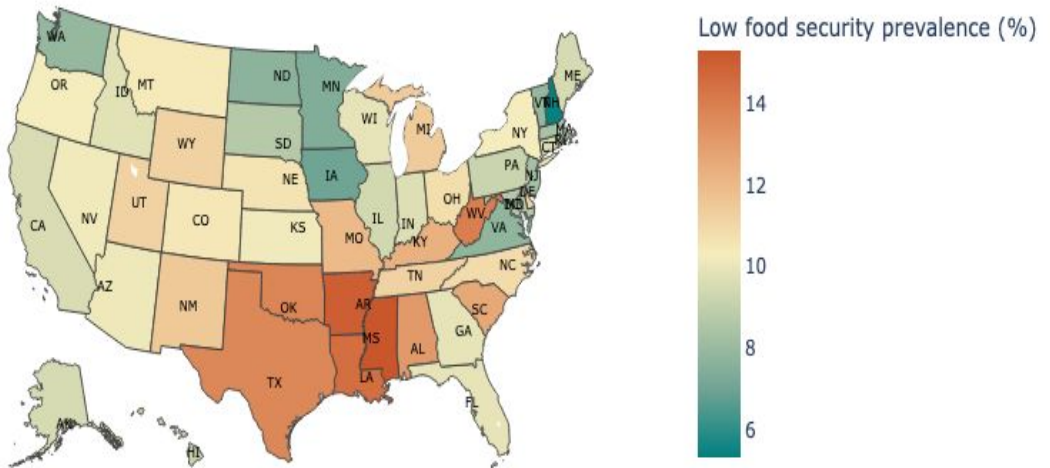 Low food security prevalence (%)
14
12
10
8
6
WA
OR
ID
MT
ND
MN
SD
WY
NE
IA
WI
MI
IL
IN
OH
PA
NY
ME
VT
NH
MA
RI
CT
NJ
DE
MD
CA
NV
UT
CO
KS
MO
KY
WV
VA
NC
TN
SC
AZ
NM
OK
AR
MS
AL
GA
TX
LA
FL
AK
HI